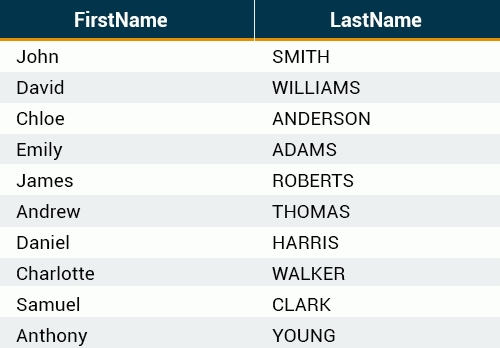 FirstName LastName
John SMITH
David WILLIAMS
Chloe ANDERSON
Emily ADAMS
James ROBERTS
Andrew THOMAS
Daniel HARRIS
Charlotte WALKER
Samuel CLARK
Anthony YOUNG